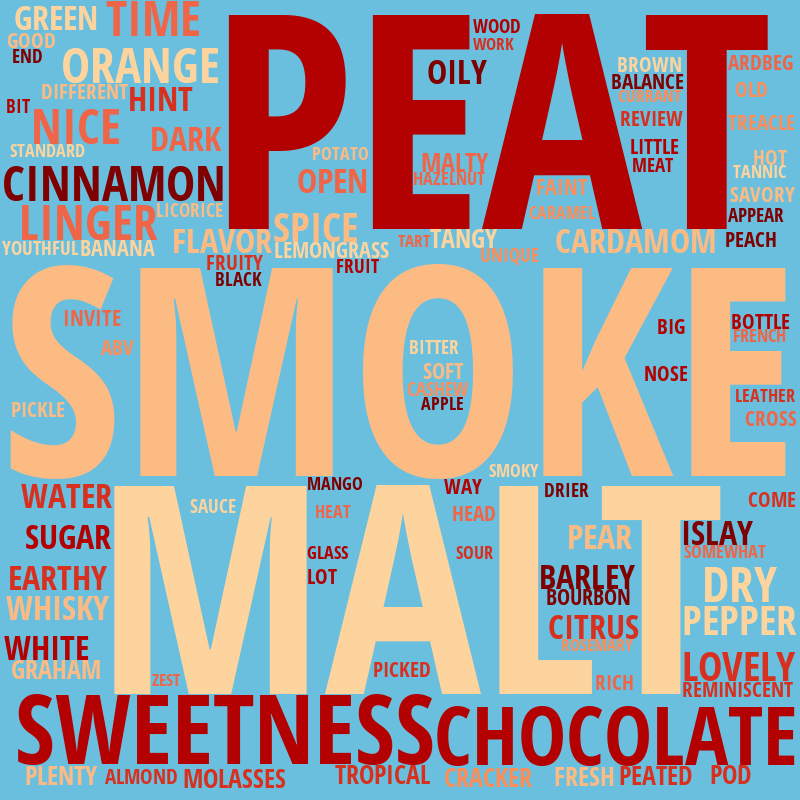 PEAT
SMOKE
MALT
SWEETNESS
CHOCOLATE
GREEN
TIME
GOOD
END
ORANGE
DIFFERENT
HINT
BIT
NICE
DARK
STANDARD
CINNAMON
LINGER
LICORICE
YOUTHFUL
BANANA
FLAVOR
SPICE
LEMONGRASS
FRUITY
BLACK
FRUIT
POTATO
OPEN
WOOD
WORK
OILY
MALTY
HAZELNUT
TART
TANGY
UNIQUE
FAINT
CARAMEL
CARDAMOM
BROWN
BALANCE
CURRANT
REVIEW
LITTLE
MEAT
ARDBEG
OLD
TREACLE
HOT
TANNIC
SAVORY
APPEAR
PEACH
INVITE
ABV
PICKLE
BITTER
SOFT
CASHEW
APPLE
BIG
NOSE
BOTTLE
FRENCH
LEATHER
CROSS
SMOKY
WATER
SUGAR
EARTHY
WHISKY
WHITE
GRAHAM
SAUCE
ZEST
MANGO
HEAT
GLASS
LOT
WAY
HEAD
SOUR
PICKED
DRIER
PEAR
BARLEY
BOURBON
CITRUS
ROSEMARY
RICH
COME
ISLAY
SOMEWHAT
DRY
PEPPER
LOVELY
REMINISCENT
PLENTY
ALMOND
MOLASSES
TROPICAL
CRACKER
FRESH
PEATED
POD